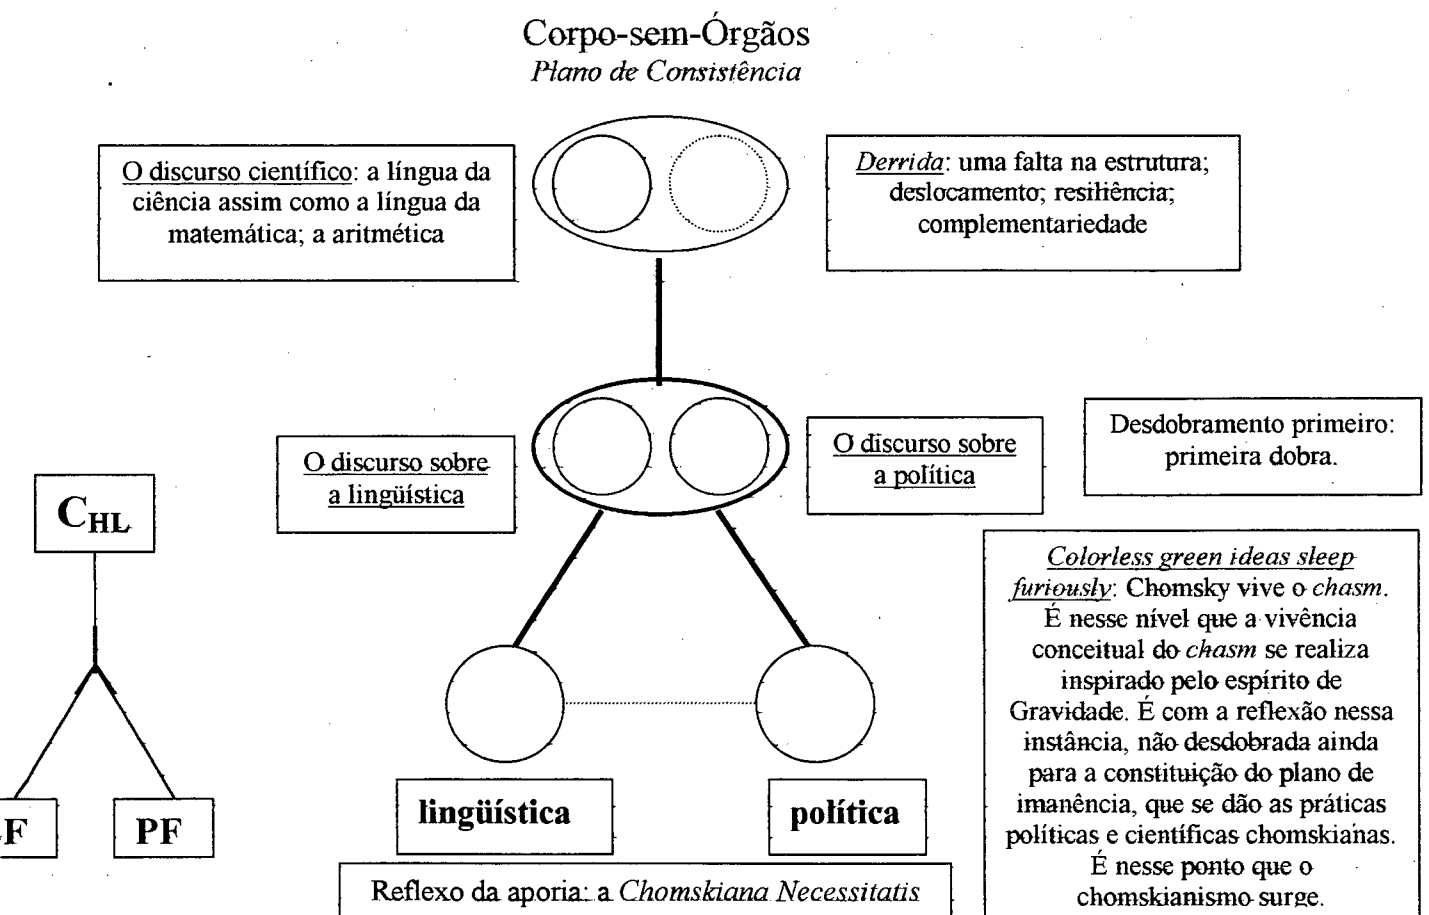 Corpo-sem-Órgãos
Plano de Consistência
O discurso científico: a língua da
ciência assim como a língua da
matemática; a aritmética
Derrida: uma falta na estrutura;
deslocamento; resiliência;
complementariedade
O discurso sobre
a lingüística
O discurso sobre
a política
Desdobramento primeiro:
primeira dobra.
C_HL
Colorless green ideas sleep
furiously: Chomsky vive o chasm.
É nesse nível que a vivência
conceitual do chasm se realiza
inspirado pelo espírito de
Gravidade. É com a reflexão nessa
instância, não desdobrada ainda
para a constituição do plano de
imanência, que se dão as práticas
políticas e científicas chomskianas.
É nesse ponto que o
chomskianismo surge.
F
PF
lingüística
política
Reflexo da aporia: a Chomskiana Necessitatis